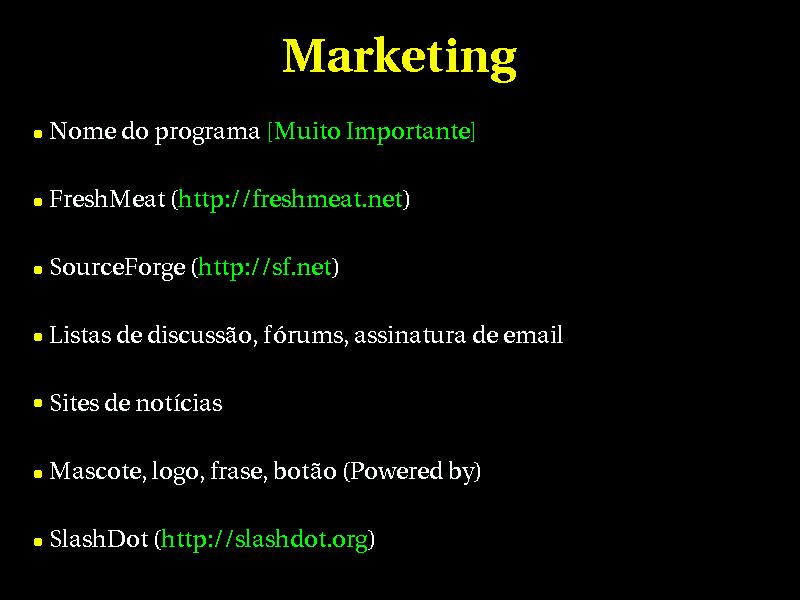 Marketing
Nome do programa [Muito Importante]
FreshMeat (http://freshmeat.net)
SourceForge (http://sf.net)
Listas de discussão, fórums, assinatura de email
Sites de notícias
Mascote, logo, frase, botão (Powered by)
SlashDot (http://slashdot.org)